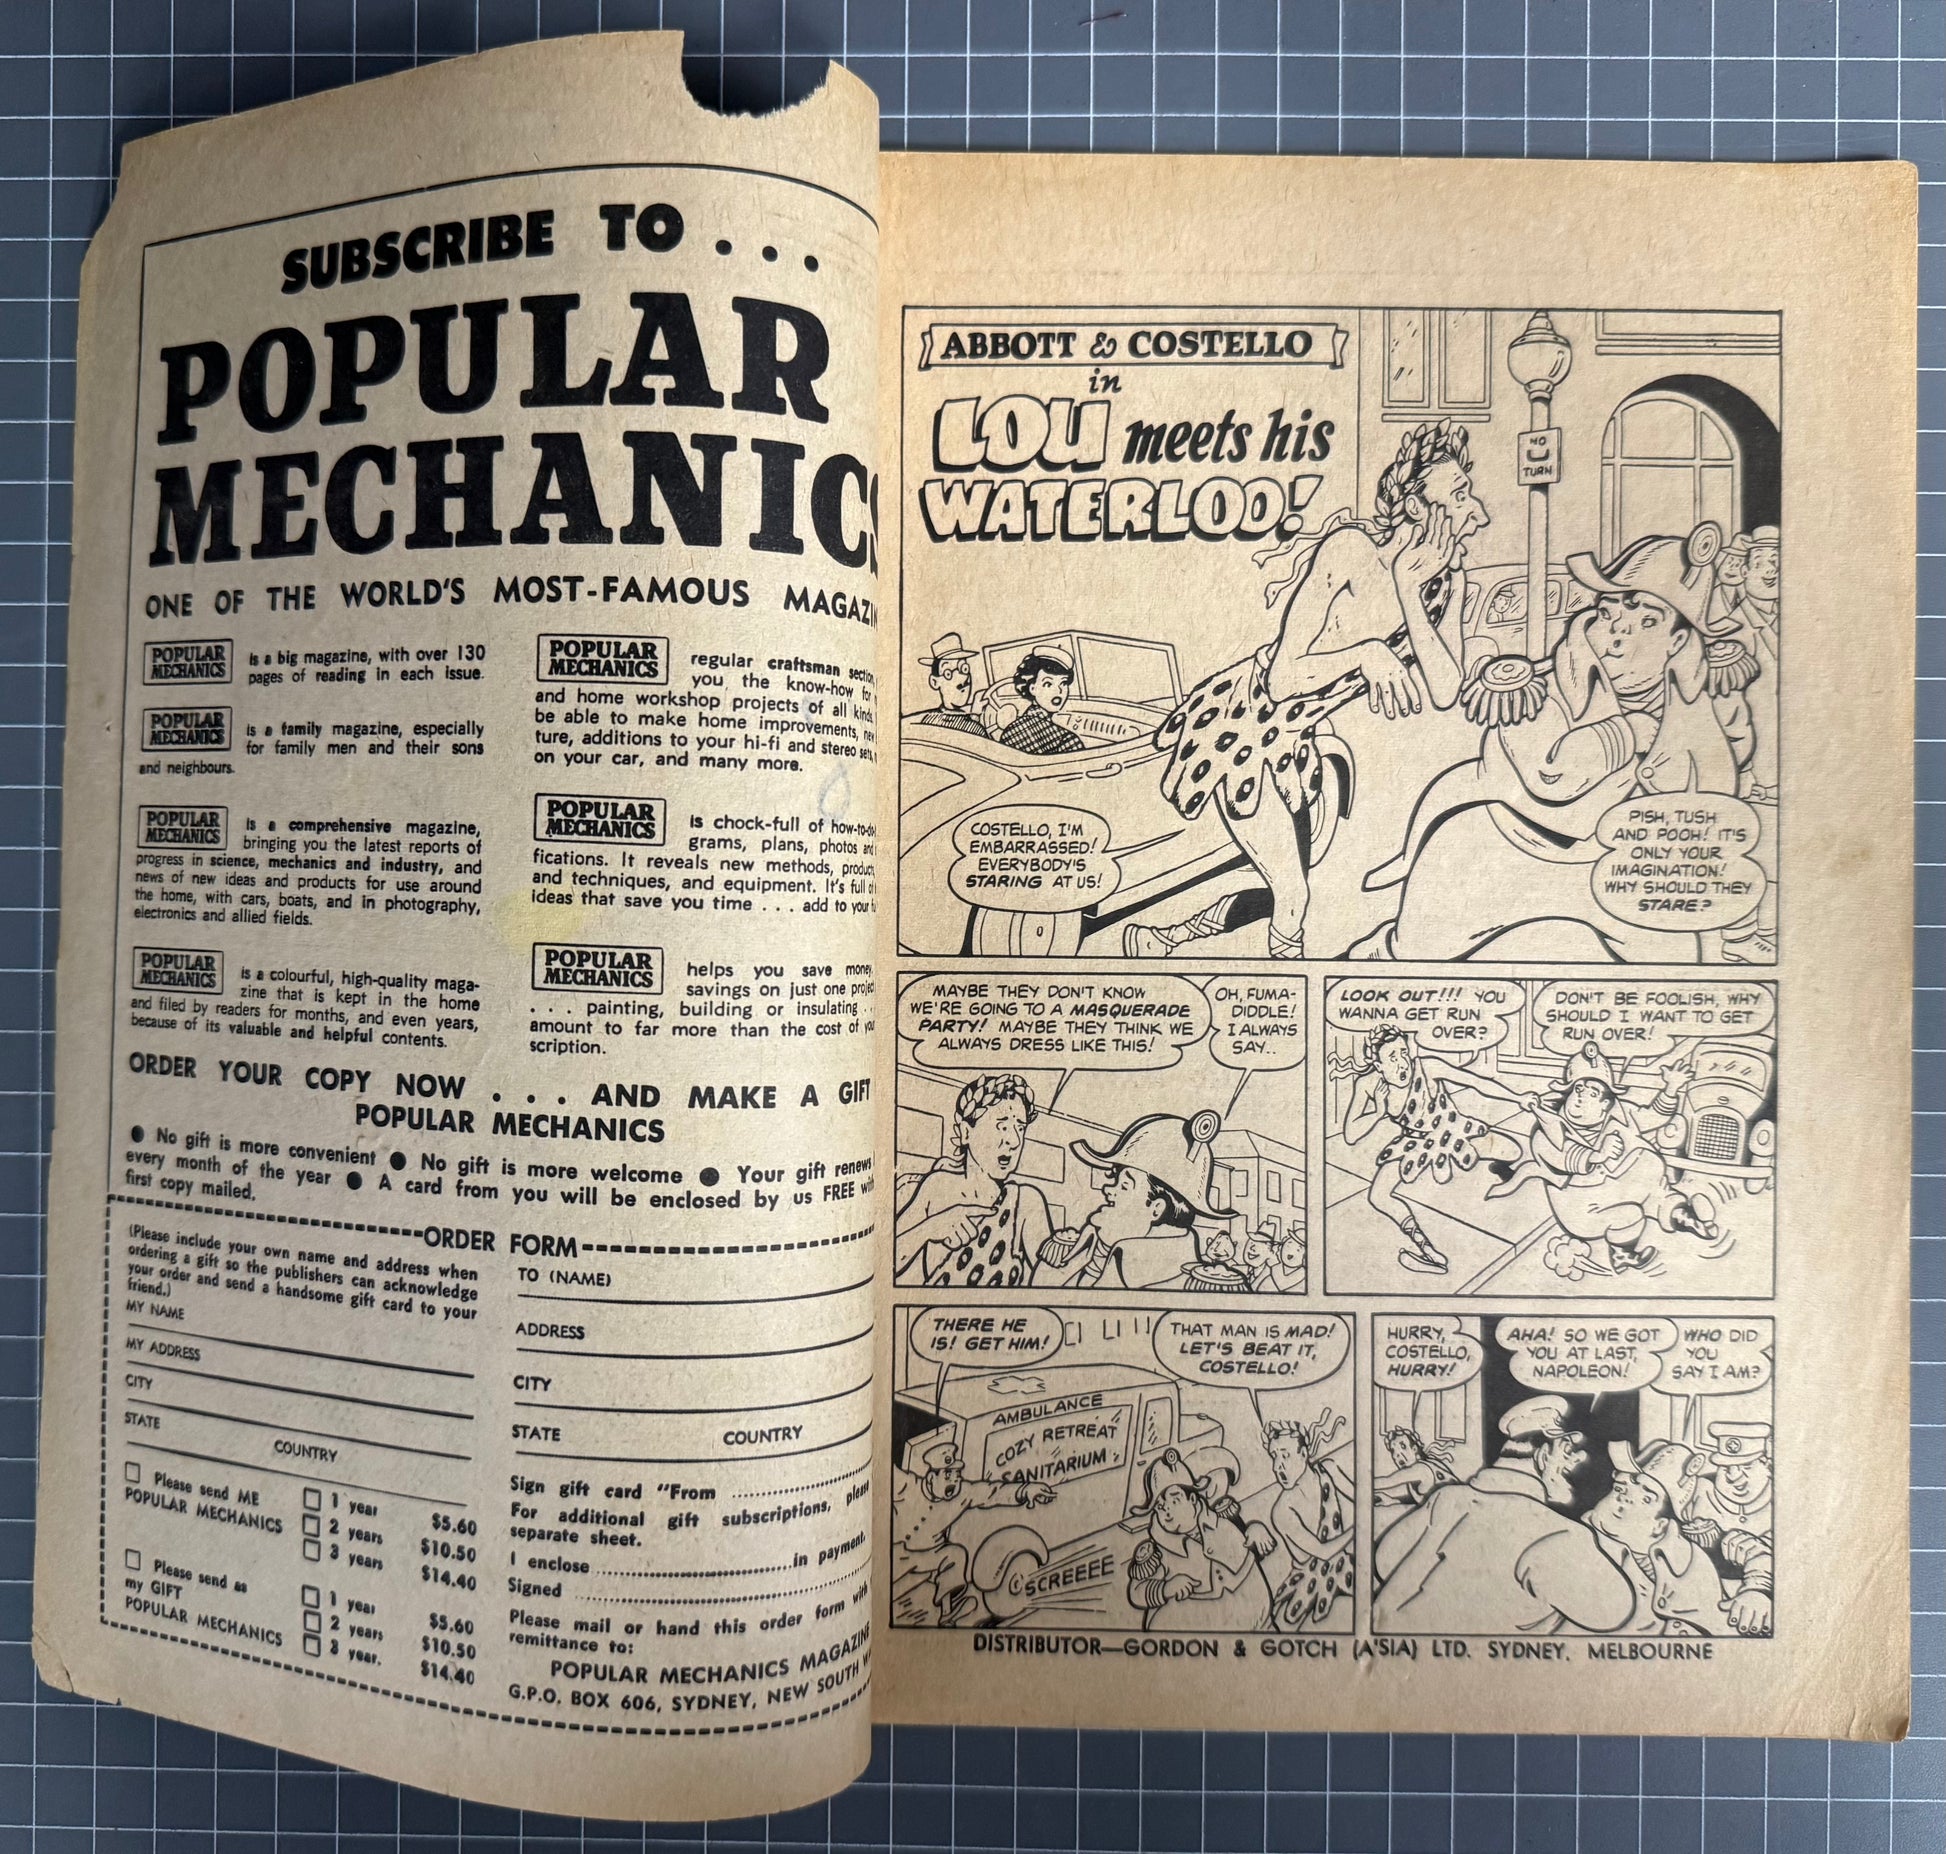 SUBSCRIBE TO . . .
POPULAR
MECHANICS
ONE OF THE WORLD'S MOST-FAMOUS
POPULAR
MECHANICS
is a big magazine, with over 130
pages of reading in each issue.
POPULAR
MECHANICS
is a family magazine, especially
for family men and their sons
and neighbours.
POPULAR
MECHANICS
is a comprehensive magazine,
bringing you the latest reports of
progress in science, mechanics and industry, and
news of new ideas and products for use around
the home, with cars, boats, and in photography,
electronics and allied fields.
POPULAR
MECHANICS
is a colourful, high-quality maga-
zine that is kept in the home
and filed by readers for months, and even years,
because of its valuable and helpful contents.
POPULAR
MECHANICS
regular craftsman
you the know-how for
and home workshop projects of all
be able to make home improvements,
ture, additions to your hi-fi and stereo sets,
on your car, and many more.
POPULAR
MECHANICS
is chock-full of
grams, plans, photos
fications. It reveals new methods,
and techniques, and equipment. It's full of
ideas that save you time . . . add to your
POPULAR
MECHANICS
helps you save money,
savings on just one
. . . painting, building or insulating . .
amount to far more than the cost of
scription.
ORDER YOUR COPY NOW . . . AND MAKE A GIFT
POPULAR MECHANICS
● No gift is more convenient ● No gift is more welcome ● Your gift renews
every month of the year ● A card from you will be enclosed by us FREE
first copy mailed.
ORDER FORM
(Please include your own name and address when
ordering a gift so the publishers can acknowledge
your order and send a handsome gift card to your
friend.)
MY NAME
MY ADDRESS
CITY
STATE COUNTRY
□ Please send ME
POPULAR MECHANICS
□ 1 year $5.60
□ 2 years $10.50
□ 3 years $14.40
□ Please send as
my GIFT
POPULAR MECHANICS
□ 1 year $5.60
□ 2 years $10.50
□ 3 year. $14.40
TO (NAME)
ADDRESS
CITY
STATE COUNTRY
Sign gift card "From
For additional gift subscriptions, please
separate sheet.
I enclose in payment.
Signed
Please mail or hand this order form with
remittance to:
POPULAR MECHANICS MAGAZINE
G.P.O. BOX 606, SYDNEY, NEW SOUTH
ABBOTT & COSTELLO
in
LOU meets his
WATERLOO!
NO
U
TURN
COSTELLO, I'M
EMBARRASSED!
EVERYBODY'S
STARING AT US!
PISH, TUSH
AND POOH! IT'S
ONLY YOUR
IMAGINATION!
WHY SHOULD THEY
STARE?
MAYBE THEY DON'T KNOW
WE'RE GOING TO A MASQUERADE
PARTY! MAYBE THEY THINK WE
ALWAYS DRESS LIKE THIS!
OH, FUMA-
DIDDLE!
I ALWAYS
SAY..
LOOK OUT!!! YOU
WANNA GET RUN
OVER?
DON'T BE FOOLISH, WHY
SHOULD I WANT TO GET
RUN OVER!
THERE HE
IS! GET HIM!
THAT MAN IS MAD!
LET'S BEAT IT,
COSTELLO!
AMBULANCE
COZY RETREAT
SANITARIUM
SCREEEE
HURRY,
COSTELLO,
HURRY!
AHA! SO WE GOT
YOU AT LAST,
NAPOLEON!
WHO DID
YOU
SAY I AM?
DISTRIBUTOR—GORDON & GOTCH (A'SIA) LTD. SYDNEY, MELBOURNE